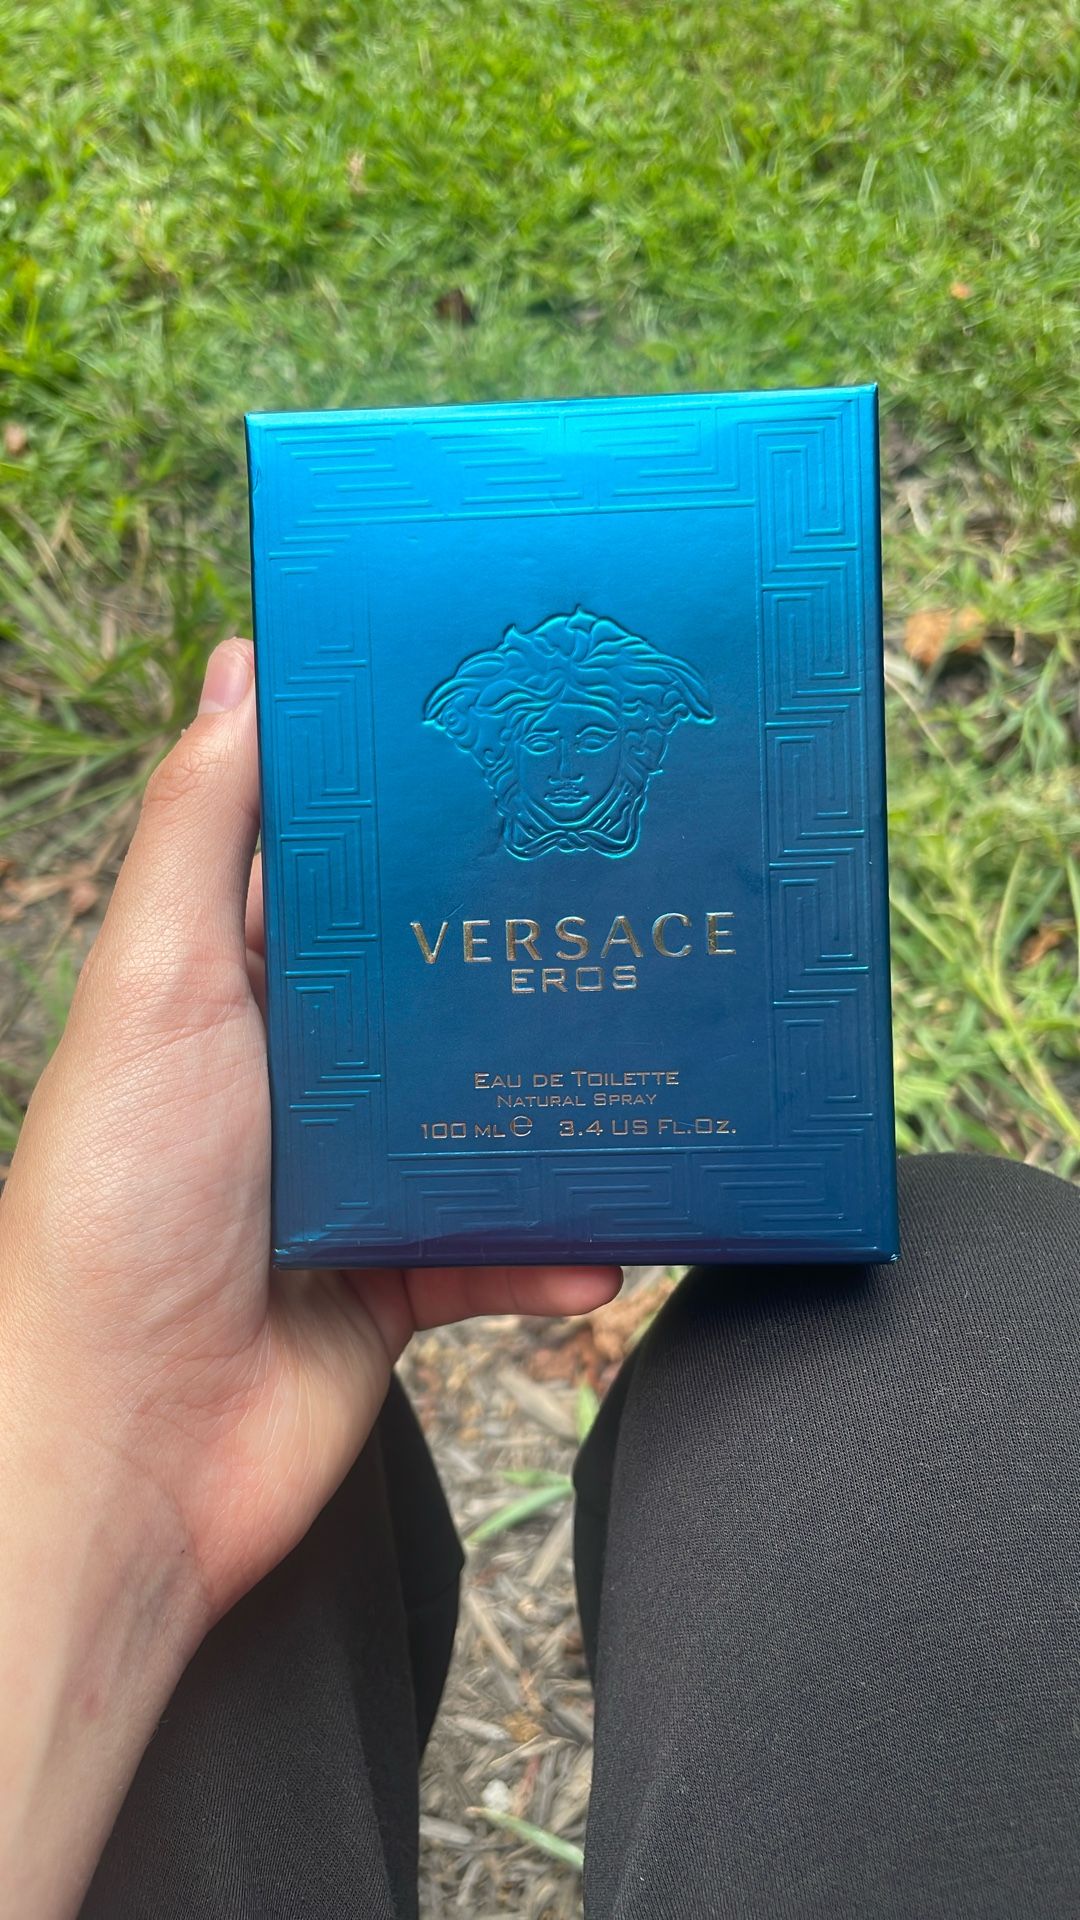 VERSACE
EROS
EAU DE TOILETTE
NATURAL SPRAY
100 ML ℮ 3.4 US FL.OZ.